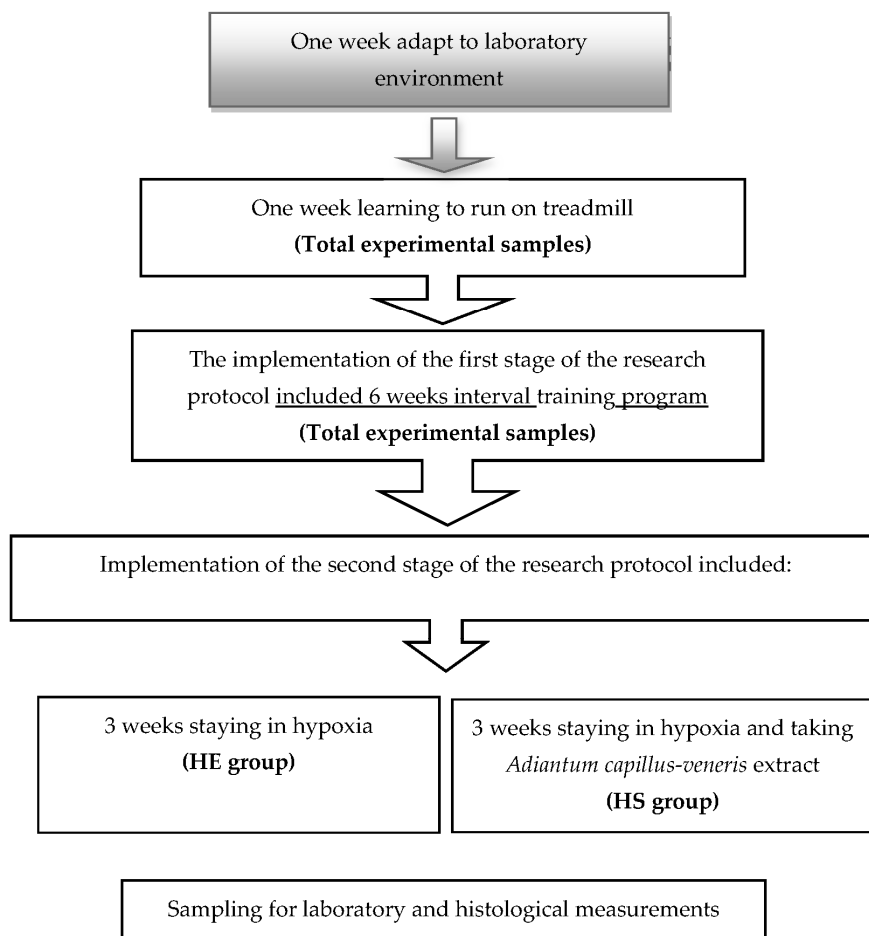 One week adapt to laboratory
environment
One week learning to run on treadmill
(Total experimental samples)
The implementation of the first stage of the research
protocol included 6 weeks interval training program
(Total experimental samples)
Implementation of the second stage of the research protocol included:
3 weeks staying in hypoxia
(HE group)
3 weeks staying in hypoxia and taking
Adiantum capillus-veneris extract
(HS group)
Sampling for laboratory and histological measurements